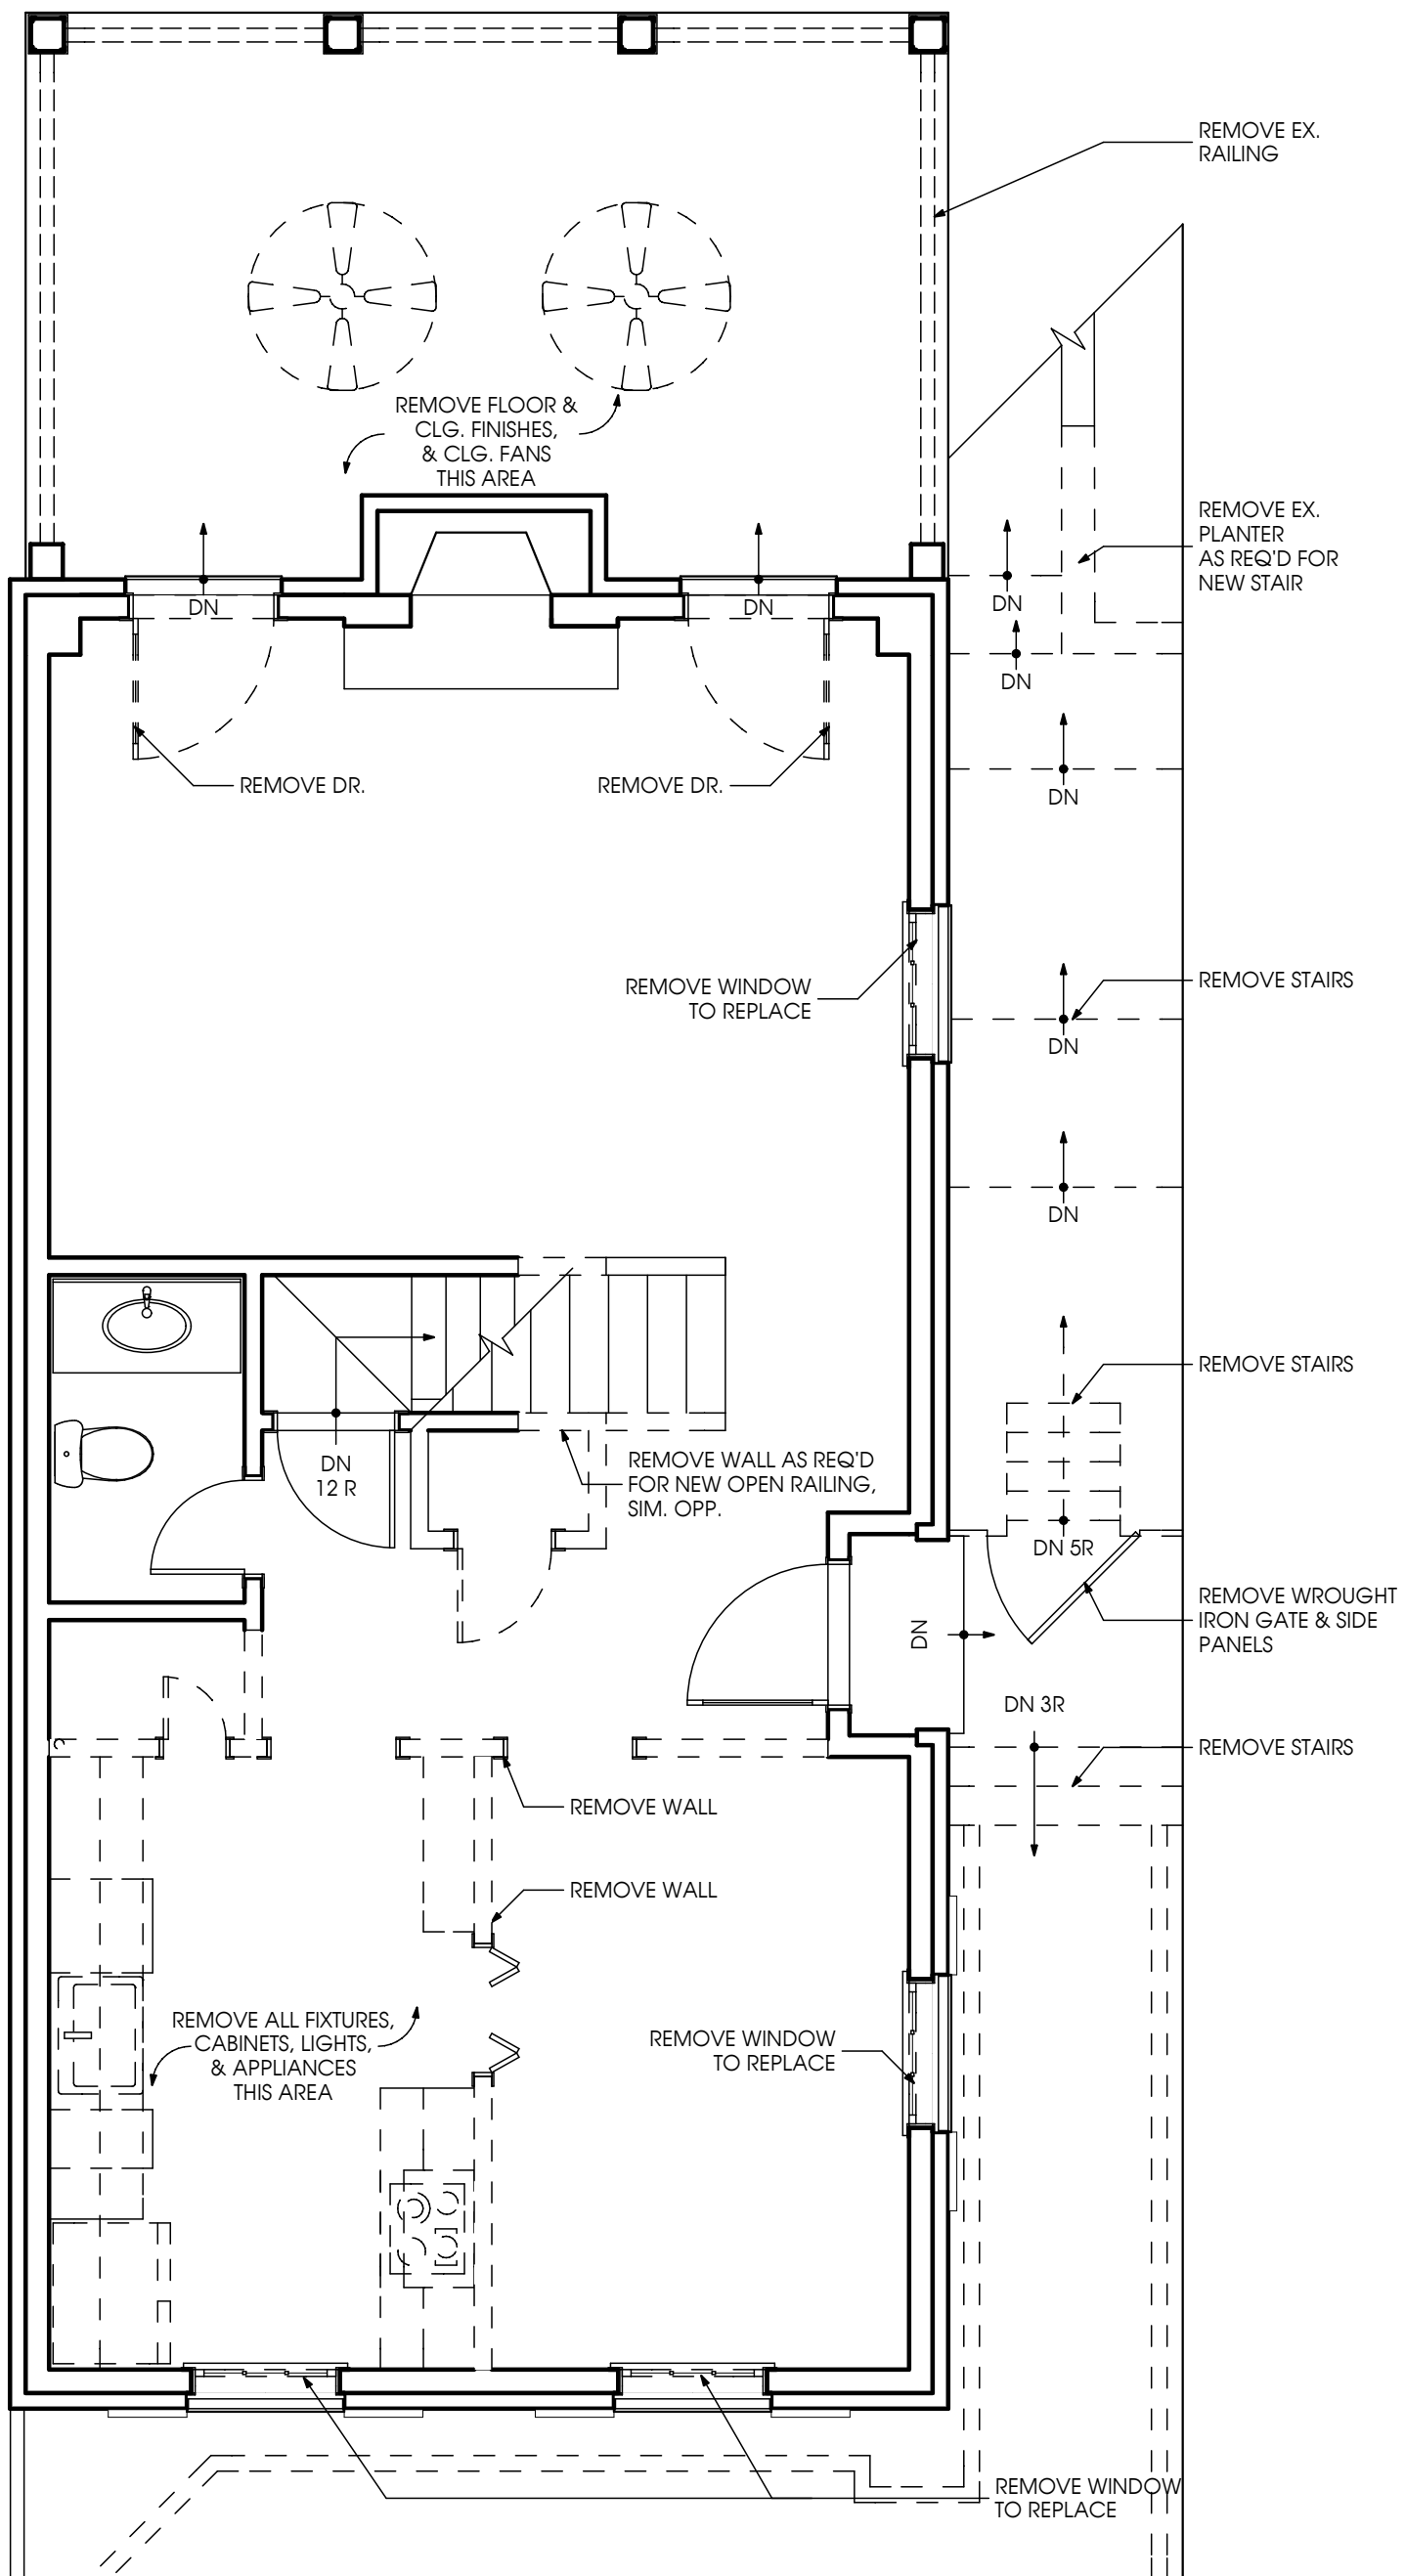 REMOVE EX.
RAILING
REMOVE FLOOR &
CLG. FINISHES,
& CLG. FANS
THIS AREA
REMOVE EX.
PLANTER
AS REQ'D FOR
NEW STAIR
DN
DN
DN
DN
REMOVE DR.
REMOVE DR.
DN
REMOVE WINDOW
TO REPLACE
REMOVE STAIRS
DN
DN
REMOVE STAIRS
DN
12 R
REMOVE WALL AS REQ'D
FOR NEW OPEN RAILING,
SIM. OPP.
DN 5R
REMOVE WROUGHT
IRON GATE & SIDE
PANELS
DN
DN 3R
REMOVE STAIRS
REMOVE WALL
REMOVE WALL
REMOVE ALL FIXTURES,
CABINETS, LIGHTS,
& APPLIANCES
THIS AREA
REMOVE WINDOW
TO REPLACE
REMOVE WINDOW
TO REPLACE